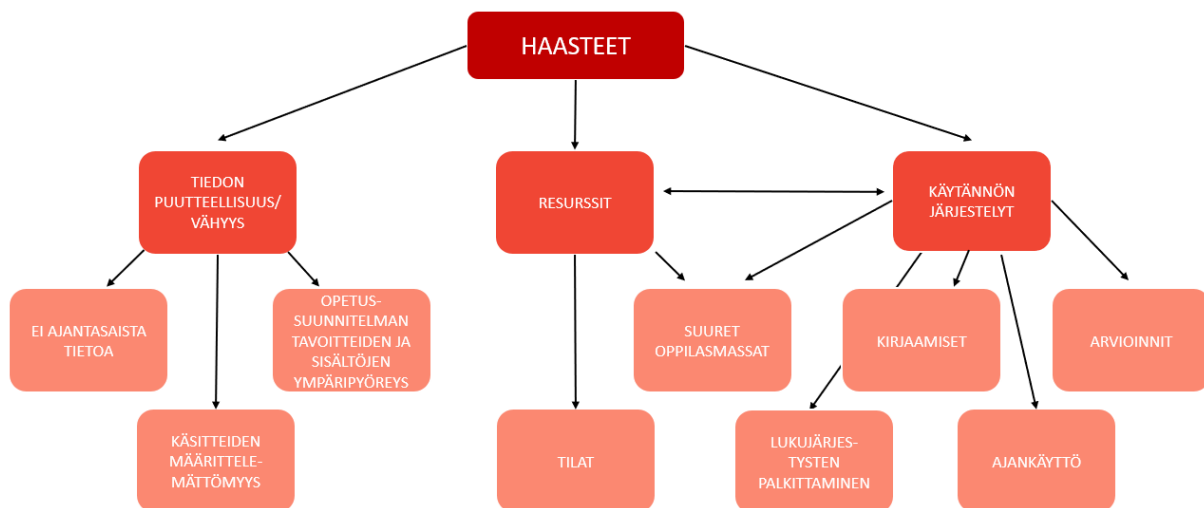 HAASTEET
TIEDON
PUUTTEELLISUUS/
VÄHYYS
RESURSSIT
KÄYTÄNNÖN
JÄRJESTELYT
EI AJANTASAISTA
TIETOA
OPETUS-
SUUNNITELMAN
TAVOITTEIDEN JA
SISÄLTÖJEN
YMPÄRIPYÖREYS
SUURET
OPPILASMASSAT
KIRJAAMISET
ARVIOINNIT
KÄSITTEIDEN
MÄÄRITTELE-
MÄTTÖMYYS
TILAT
LUKUJÄRJES-
TYSTEN
PALKITTAMINEN
AJANKÄYTTÖ